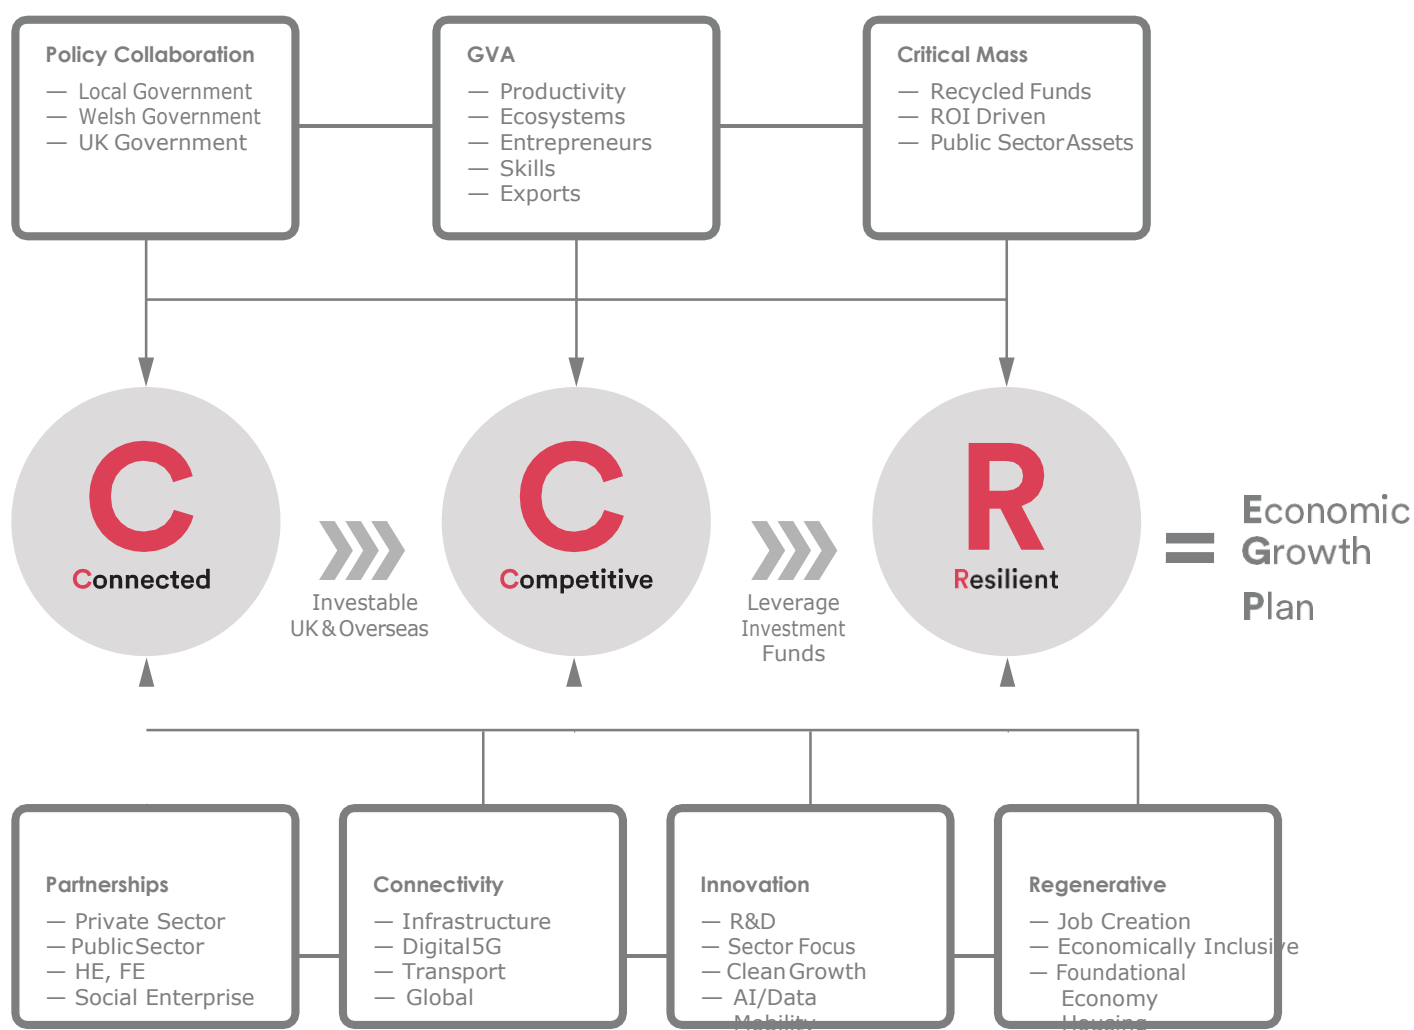 Policy Collaboration
— Local Government
— Welsh Government
— UK Government
GVA
— Productivity
— Ecosystems
— Entrepreneurs
— Skills
— Exports
Critical Mass
— Recycled Funds
— ROI Driven
— Public Sector Assets
C
Connected
Investable
UK & Overseas
C
Competitive
Leverage
Investment
Funds
R
Resilient
=
Economic
Growth
Plan
Partnerships
— Private Sector
— Public Sector
— HE, FE
— Social Enterprise
Connectivity
— Infrastructure
— Digital 5G
— Transport
— Global
Innovation
— R&D
— Sector Focus
— Clean Growth
— AI/Data
Mobility
Regenerative
— Job Creation
— Economically Inclusive
— Foundational
Economy
Housing